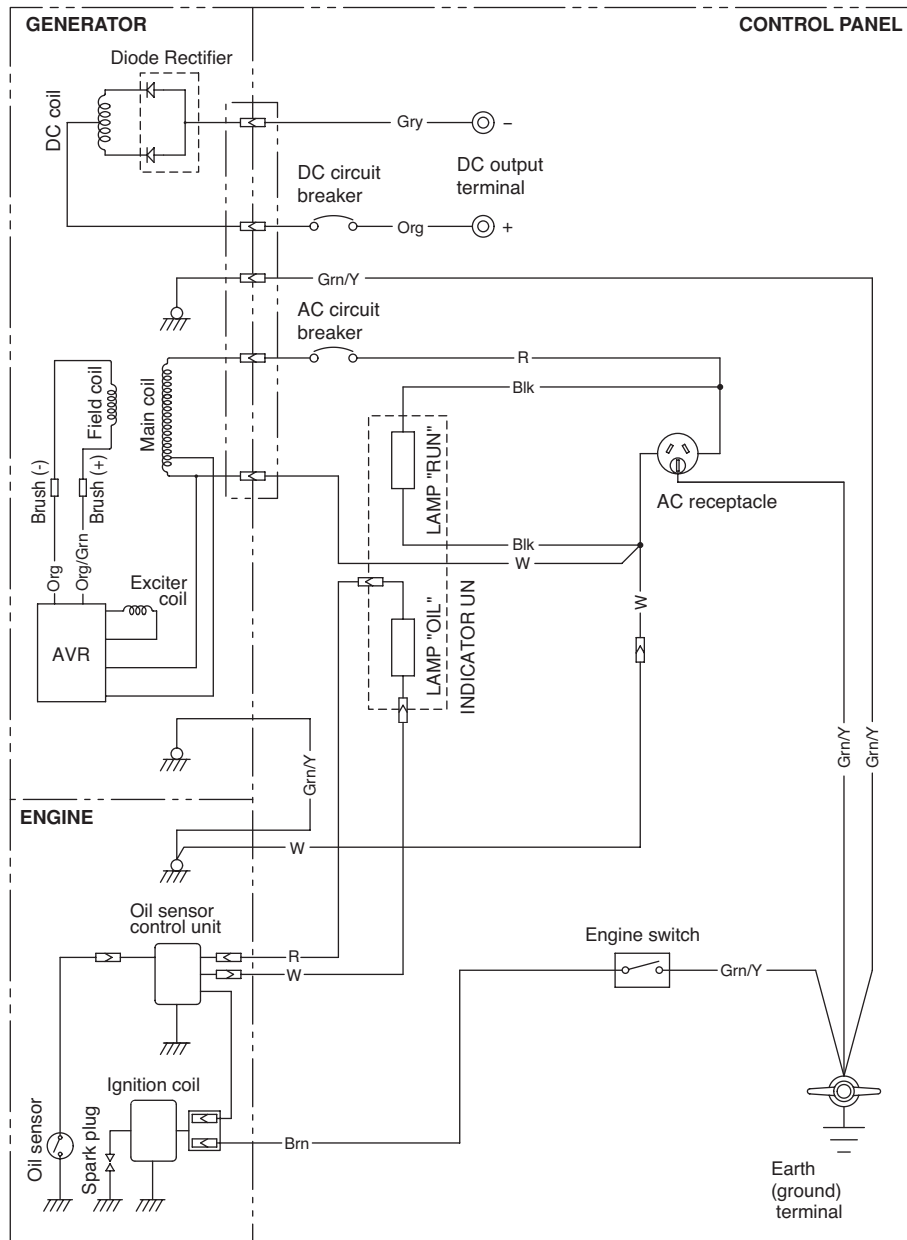 GENERATOR
CONTROL PANEL
Diode Rectifier
DC coil
Gry
−
DC circuit
breaker
DC output
terminal
Org
+
Grn/Y
AC circuit
breaker
R
Blk
Main coil
Field coil
Brush (-)
Brush (+)
LAMP "RUN"
AC receptacle
Org
Org/Grn
Exciter
coil
Blk
W
AVR
LAMP "OIL"
INDICATOR UN
W
Grn/Y
Grn/Y
Grn/Y
ENGINE
W
Oil sensor
control unit
R
W
Engine switch
Grn/Y
Ignition coil
Oil sensor
Spark plug
Brn
Earth
(ground)
terminal